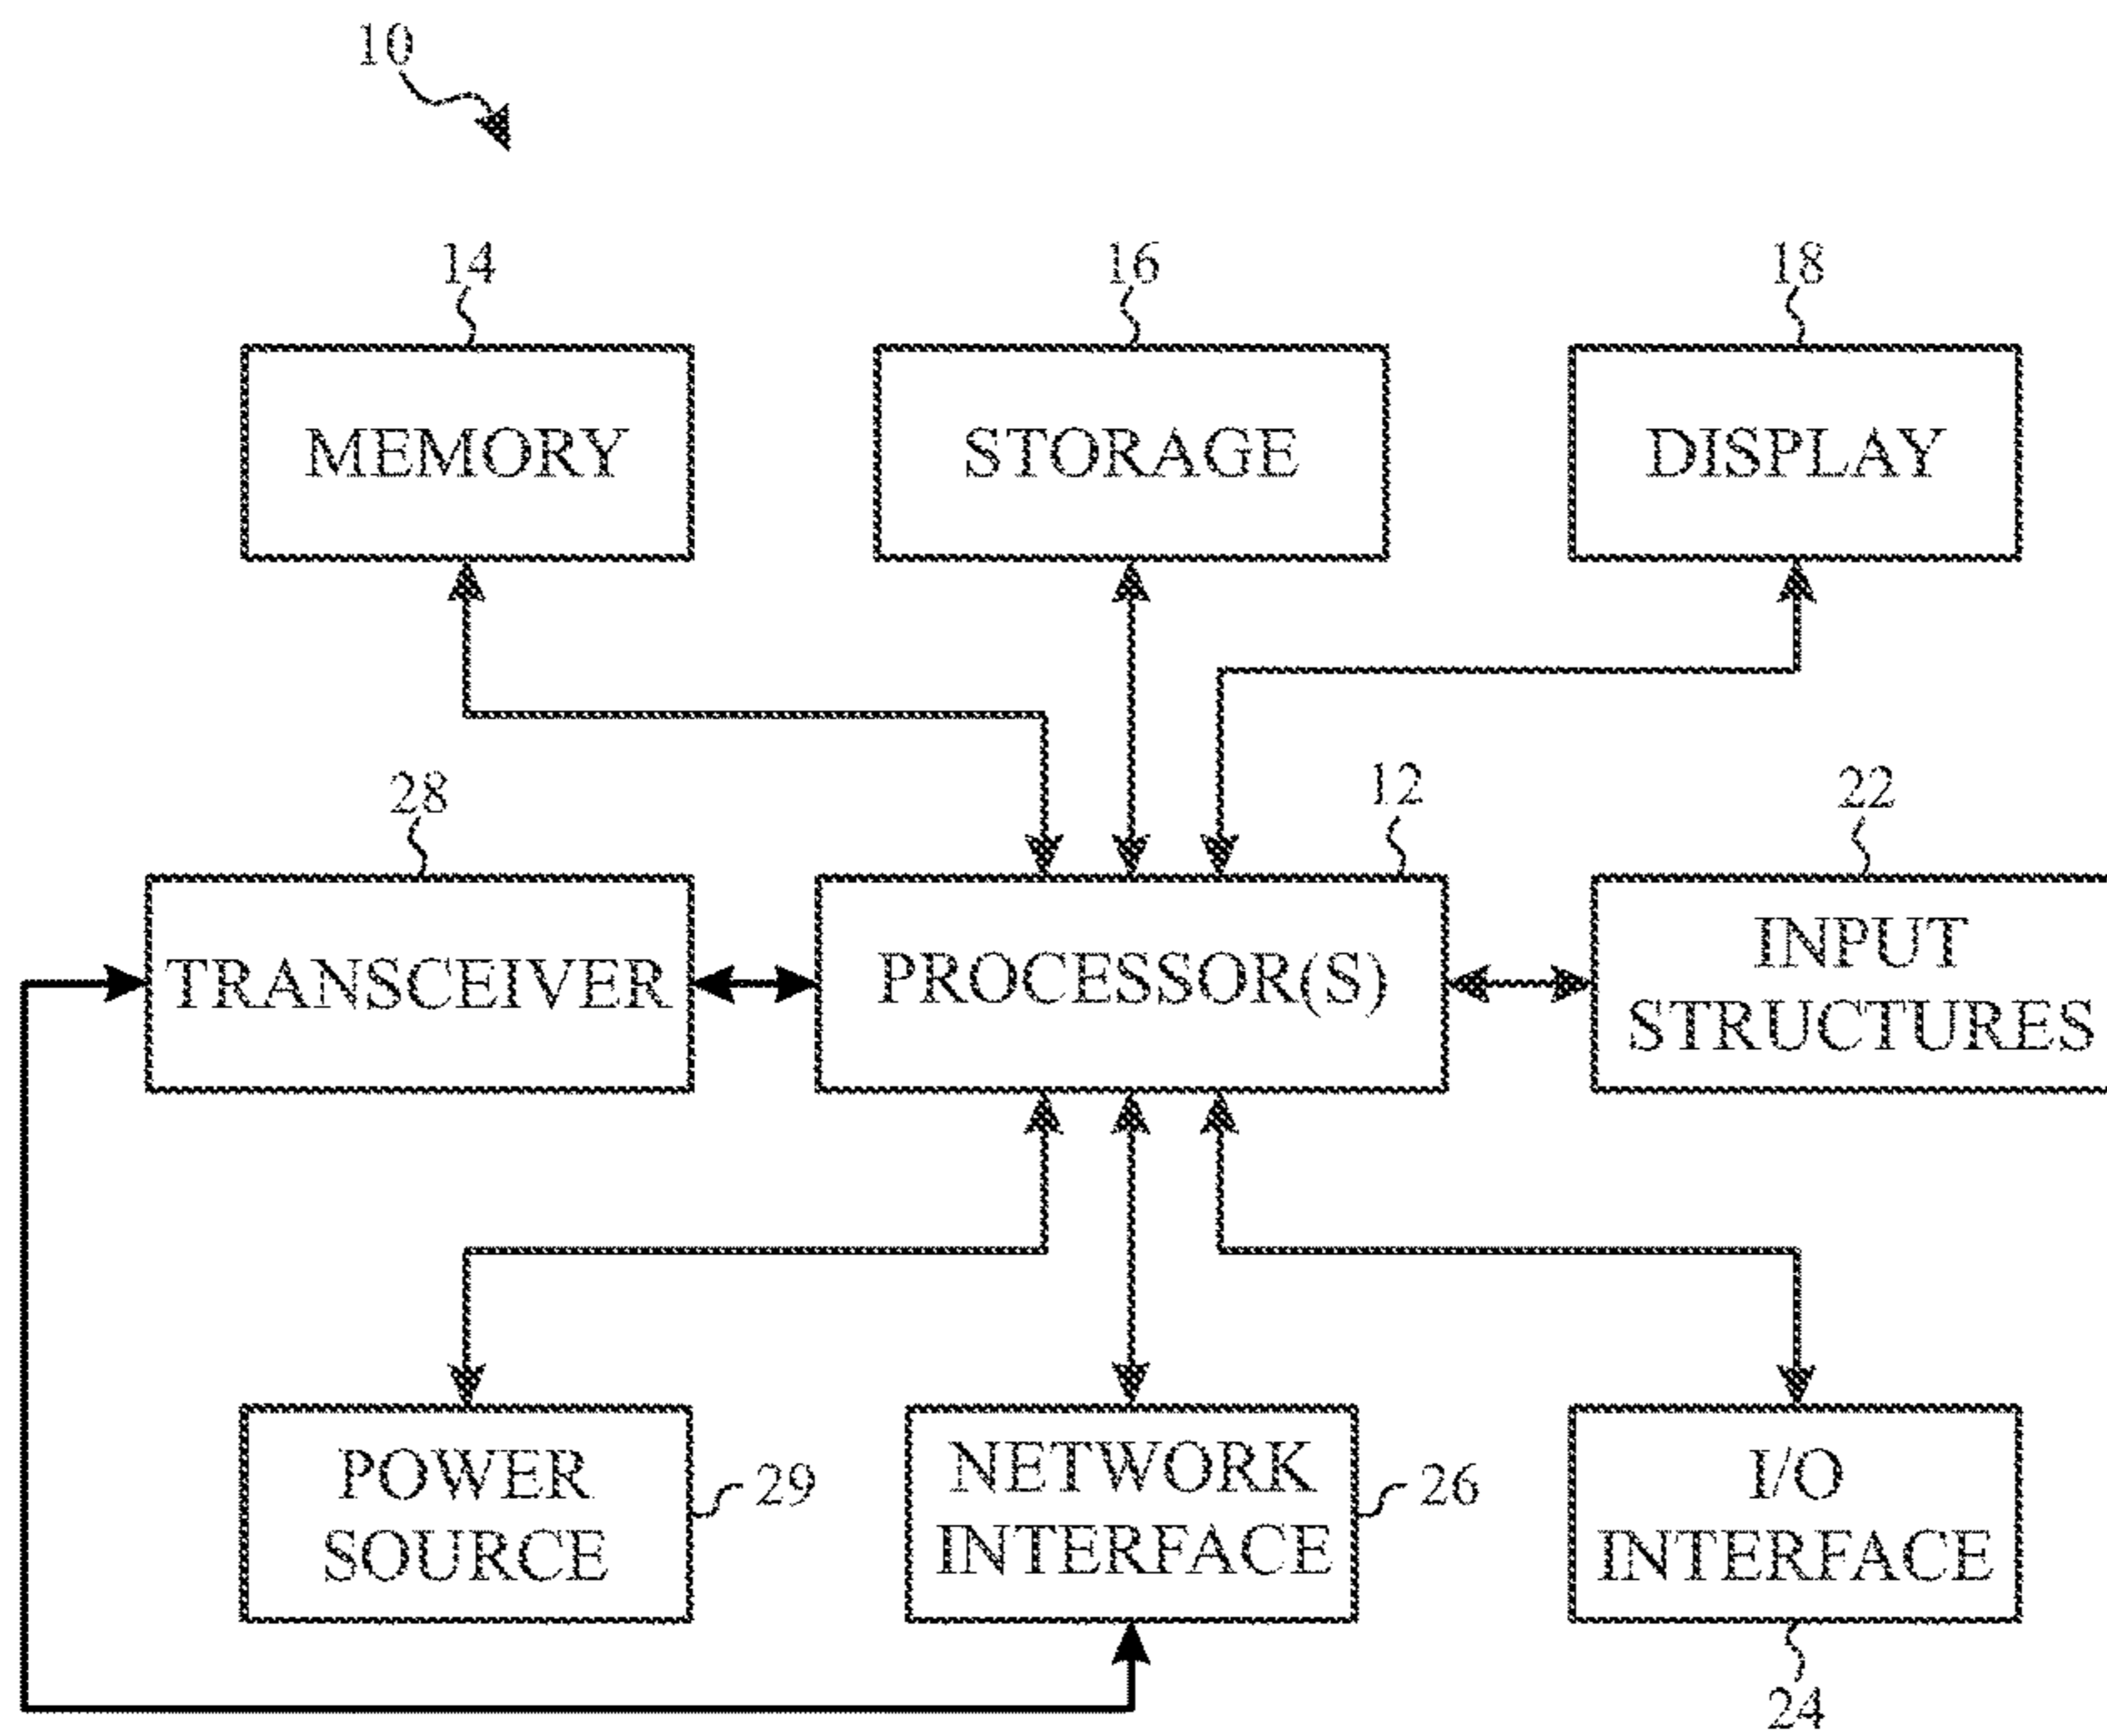 10
14
16
18
MEMORY
STORAGE
DISPLAY
28
12
22
TRANSCEIVER
PROCESSOR(S)
INPUT
STRUCTURES
POWER
SOURCE
29
NETWORK
INTERFACE
26
I/O
INTERFACE
24